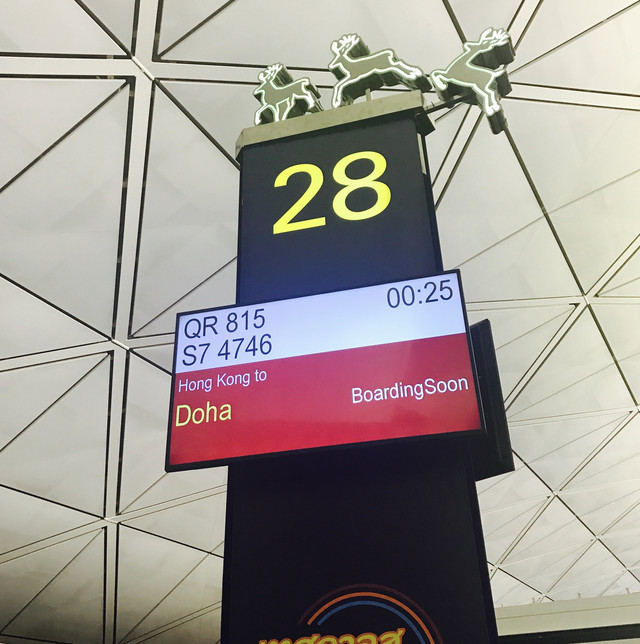 28
QR 815
00:25
S7 4746
Hong Kong to
Doha
BoardingSoon